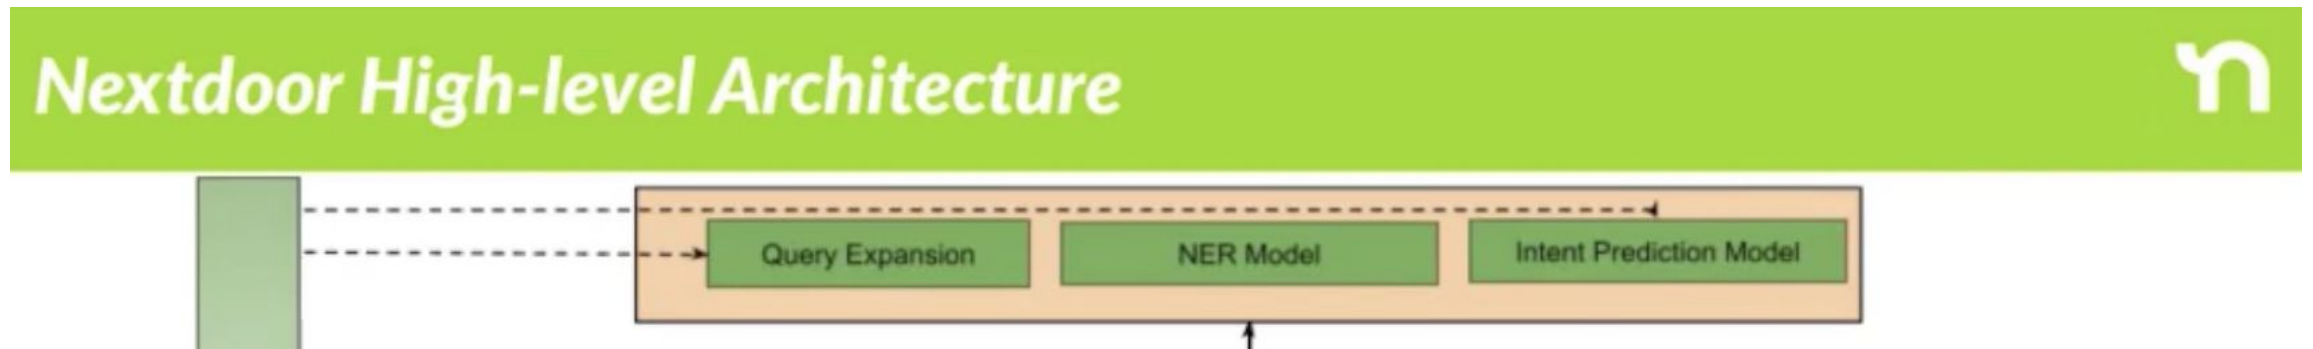 Nextdoor High-level Architecture
Query Expansion
NER Model
Intent Prediction Model